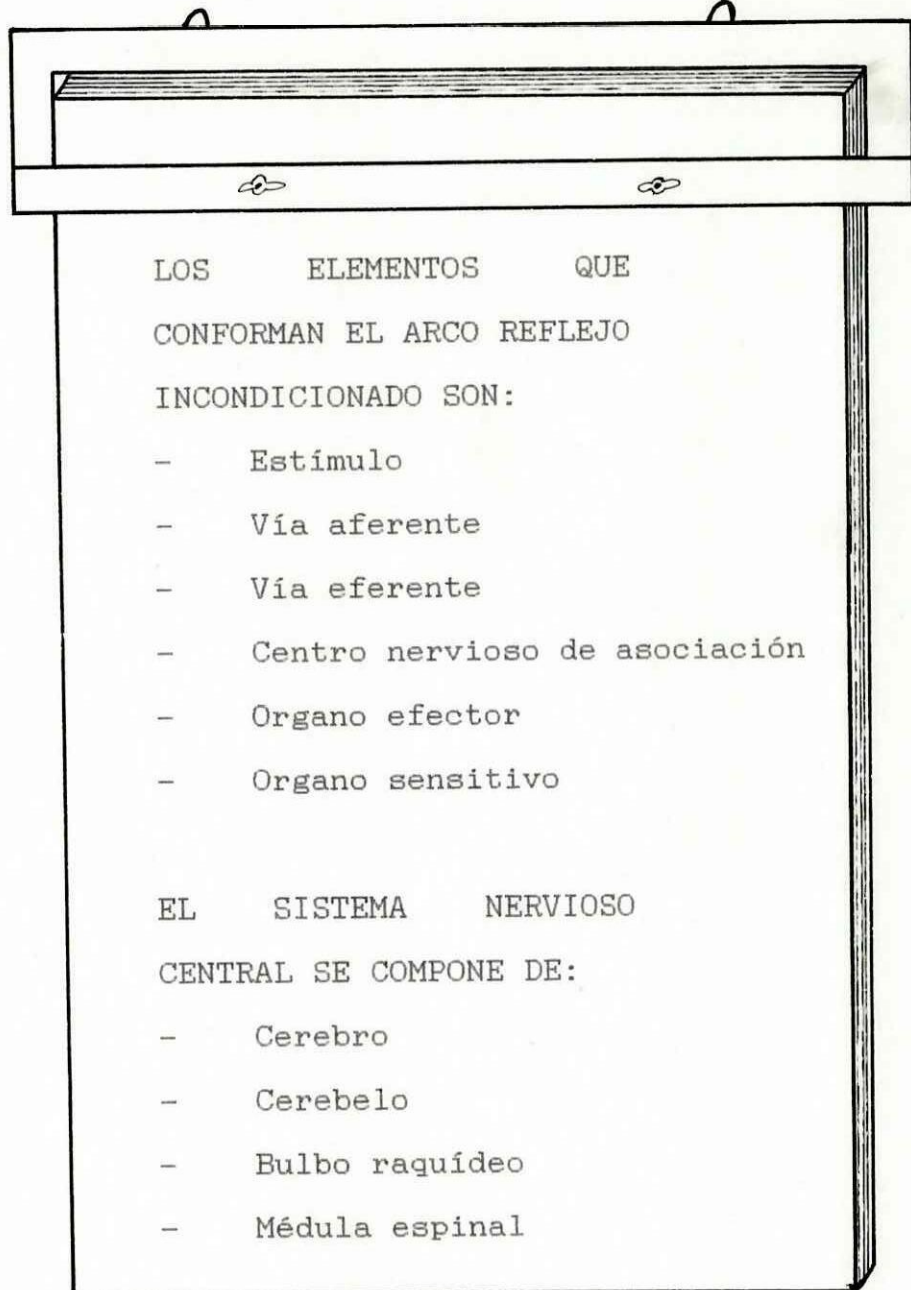 LOS ELEMENTOS QUE
CONFORMAN EL ARCO REFLEJO
INCONDICIONADO SON:
- Estímulo
- Vía aferente
- Vía eferente
- Centro nervioso de asociación
- Organo efector
- Organo sensitivo
EL SISTEMA NERVIOSO
CENTRAL SE COMPONE DE:
- Cerebro
- Cerebelo
- Bulbo raquídeo
- Médula espinal